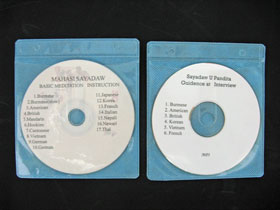 MAHASI SAYADAW
BASIC MEDITATION INSTRUCTION
1.Burmese
2.Burmese
3.American
4.British
5.Mandarin
6.Hokkien
7.Cantonese
8.Vietnam
9.German
10.German
11.Japanese
12.Korea
13.French
14.Italian
15.Nepali
16.Newari
17.Thai
Sayadaw U Pandita
Guidance at Interview
1. Burmese
2. American
3. British
4. Korean
5. Vietnam
6. French